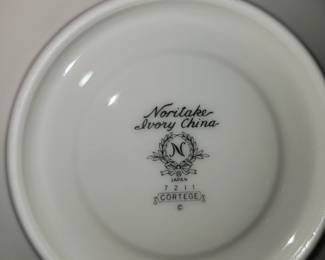 Noritake
Ivory China
N
®
JAPAN
7211
CORTEGE
©